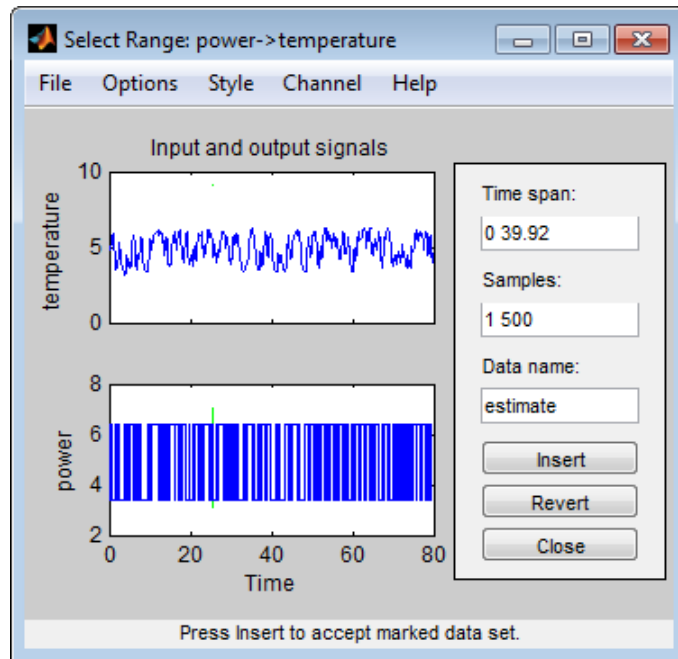 Select Range: power->temperature
File Options Style Channel Help
Input and output signals
temperature
10
5
0
power
8
6
4
2
0 20 40 60 80
Time
Time span:
0 39.92
Samples:
1 500
Data name:
estimate
Insert
Revert
Close
Press Insert to accept marked data set.